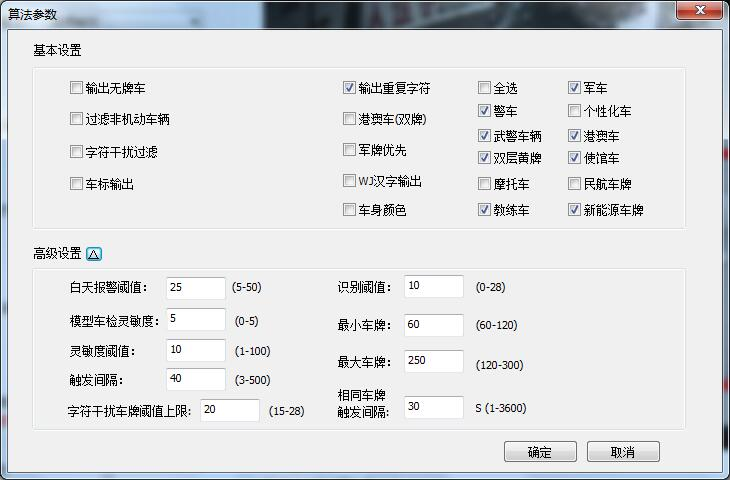 算法参数
基本设置
输出无牌车 输出重复字符 全选 军车
过滤非机动车辆 港澳车(双牌) 警车 个性化车
字符干扰过滤 军牌优先 武警车辆 港澳车
双层黄牌 使馆车
车标输出 WJ汉字输出 摩托车 民航车牌
车身颜色 教练车 新能源车牌
高级设置
白天报警阈值: 25 (5-50) 识别阈值: 10 (0-28)
模型车检灵敏度: 5 (0-5) 最小车牌: 60 (60-120)
灵敏度阈值: 10 (1-100) 最大车牌: 250 (120-300)
触发间隔: 40 (3-500)
字符干扰车牌阈值上限: 20 (15-28) 相同车牌
触发间隔: 30 S (1-3600)
确定 取消